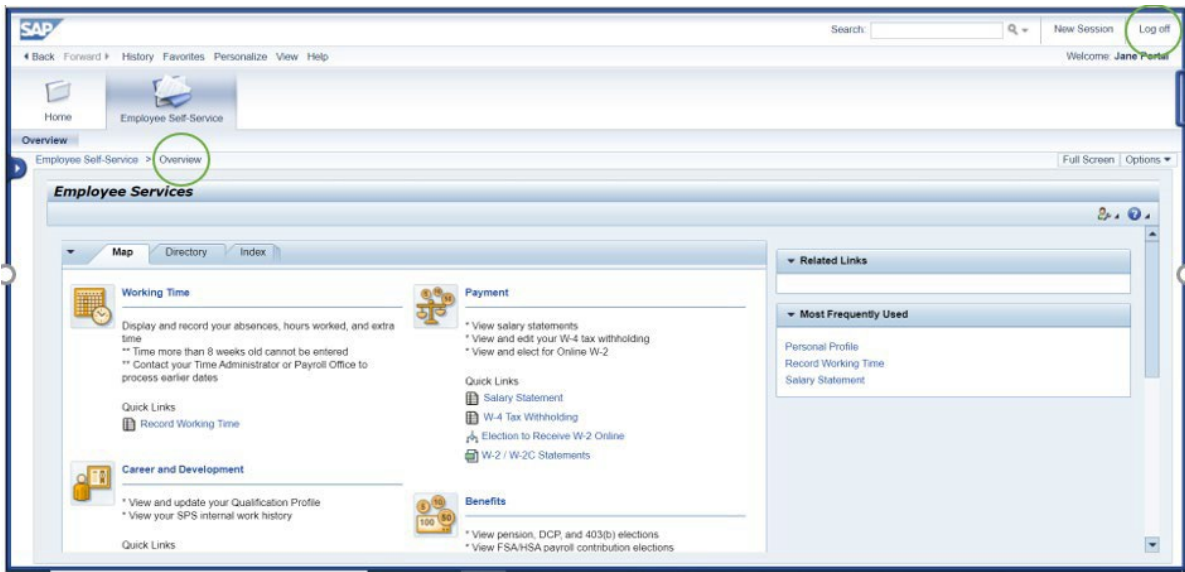 SAP
Search:
New Session
Log off
Back Forward History Favorites Personalize View Help
Welcome: Jane Portal
Home
Employee Self-Service
Overview
Employee Self-Service > Overview
Full Screen
Options
Employee Services
Map
Directory
Index
Working Time
Display and record your absences, hours worked, and extra
time
** Time more than 8 weeks old cannot be entered
** Contact your Time Administrator or Payroll Office to
process earlier dates
Quick Links
Record Working Time
Career and Development
* View and update your Qualification Profile
* View your SPS internal work history
Quick Links
Payment
* View salary statements
* View and edit your W-4 tax withholding
* View and elect for Online W-2
Quick Links
Salary Statement
W-4 Tax Withholding
Election to Receive W-2 Online
W-2 / W-2C Statements
Benefits
* View pension, DCP, and 403(b) elections
* View FSA/HSA payroll contribution elections
Related Links
Most Frequently Used
Personal Profile
Record Working Time
Salary Statement